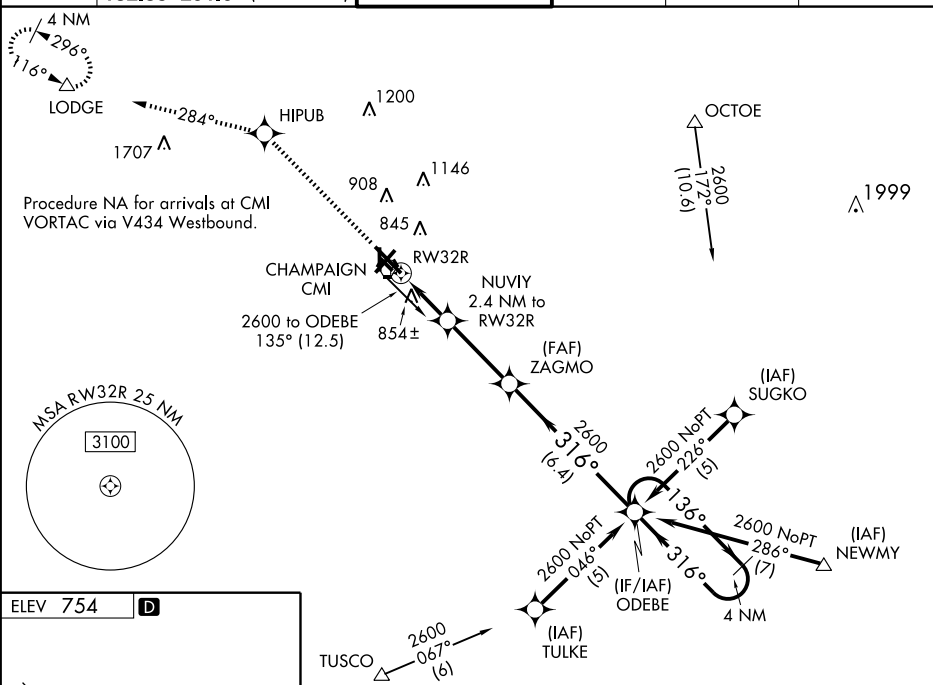 4 NM
296°
116°
LODGE
284°
HIPUB
1200
OCTOE
1707
2600
172°
(10.6)
1146
908
1999
Procedure NA for arrivals at CMI
VORTAC via V434 Westbound.
845
RW32R
CHAMPAIGN
CMI
NUVIY
2.4 NM to
RW32R
2600 to ODEBE
135° (12.5)
854±
(FAF)
ZAGMO
(IAF)
SUGKO
MSA RW32R 25 NM
3100
2600
316°
(6.4)
2600 NoPT
226°
(5)
136°
2600 NoPT
286°
(7)
(IAF)
NEWMY
2600 NoPT
046°
(5)
316°
(IF/IAF)
ODEBE
4 NM
ELEV 754 D
(IAF)
TULKE
TUSCO
2600
067°
(6)